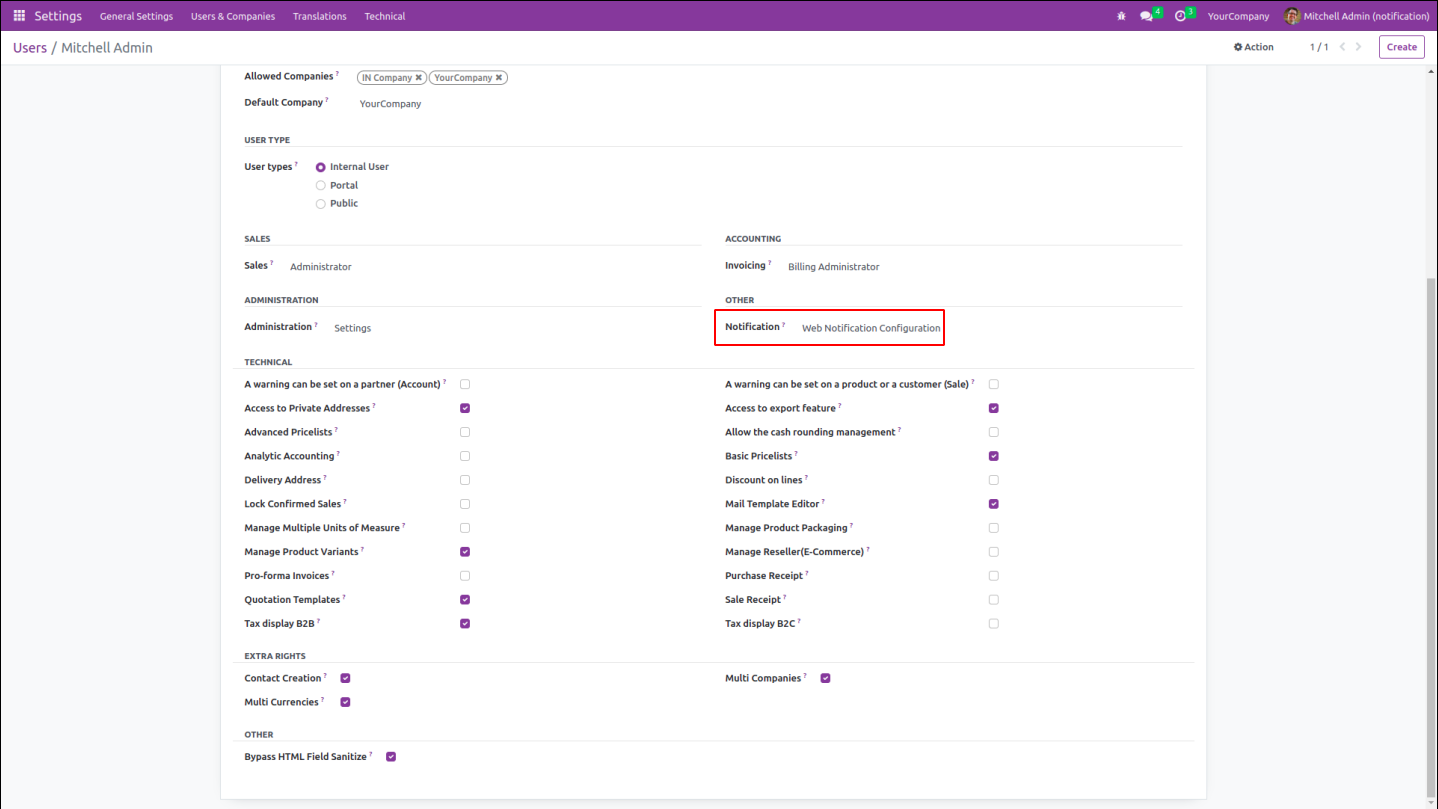 Settings General Settings Users & Companies Translations Technical 4 3 YourCompany Mitchell Admin (notification)
Users / Mitchell Admin Action 1 / 1 Create
Allowed Companies ? IN Company ✖ YourCompany ✖
Default Company ? YourCompany
USER TYPE
User types ? Internal User
Portal
Public
SALES ACCOUNTING
Sales ? Administrator Invoicing ? Billing Administrator
ADMINISTRATION OTHER
Administration ? Settings Notification ? Web Notification Configuration
TECHNICAL
A warning can be set on a partner (Account) ? A warning can be set on a product or a customer (Sale) ?
Access to Private Addresses ? Access to export feature ?
Advanced Pricelists ? Allow the cash rounding management ?
Analytic Accounting ? Basic Pricelists ?
Delivery Address ? Discount on lines ?
Lock Confirmed Sales ? Mail Template Editor ?
Manage Multiple Units of Measure ? Manage Product Packaging ?
Manage Product Variants ? Manage Reseller(E-Commerce) ?
Pro-forma Invoices ? Purchase Receipt ?
Quotation Templates ? Sale Receipt ?
Tax display B2B ? Tax display B2C ?
EXTRA RIGHTS
Contact Creation ? Multi Companies ?
Multi Currencies ?
OTHER
Bypass HTML Field Sanitize ?